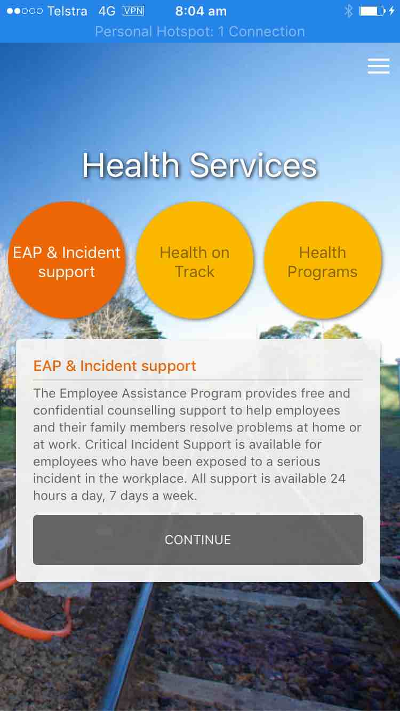 Telstra 4G VPN 8:04 am
Personal Hotspot: 1 Connection
Health Services
EAP & Incident
support
Health on
Track
Health
Programs
EAP & Incident support
The Employee Assistance Program provides free and
confidential counselling support to help employees
and their family members resolve problems at home or
at work. Critical Incident Support is available for
employees who have been exposed to a serious
incident in the workplace. All support is available 24
hours a day, 7 days a week.
CONTINUE